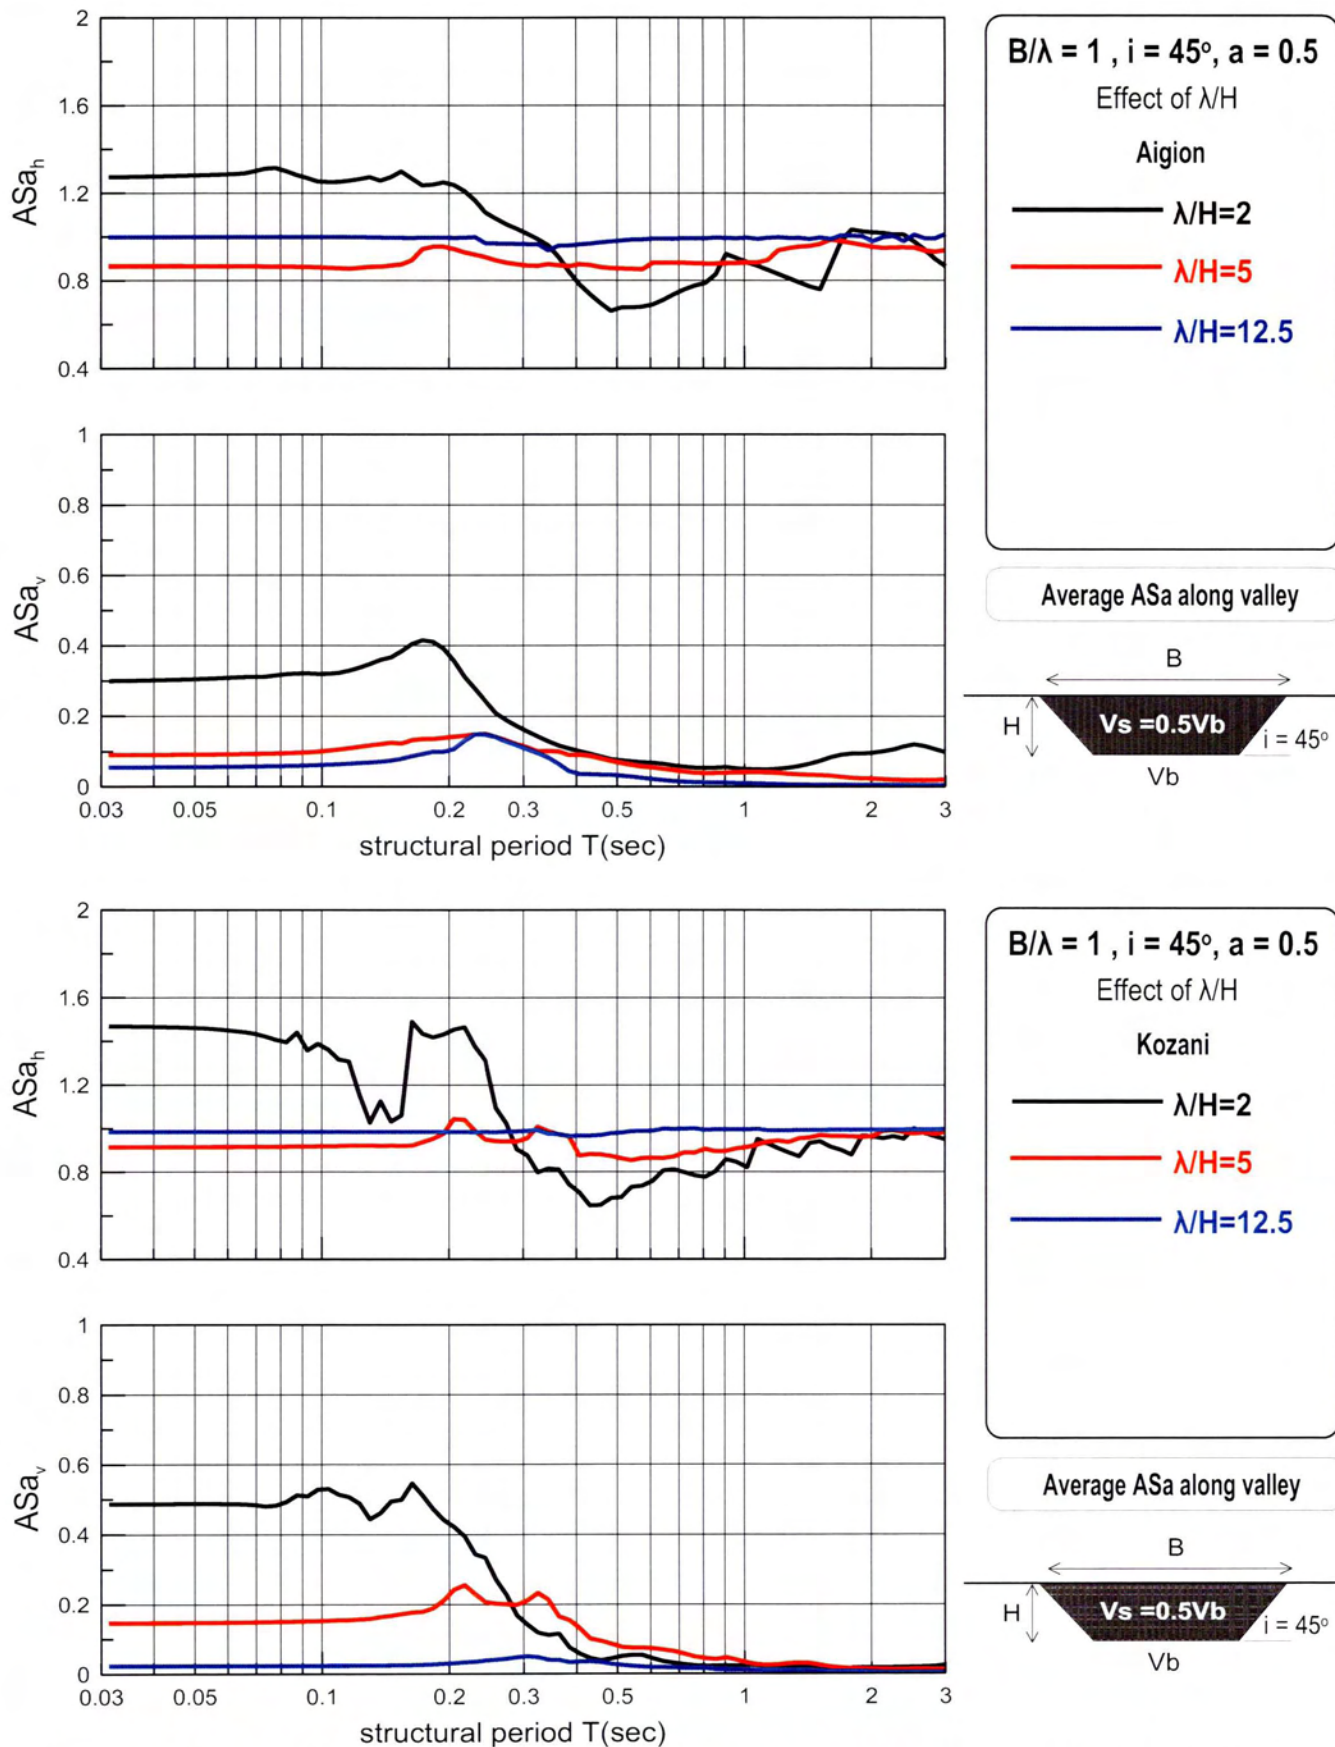 2
1.6
1.2
0.8
0.4
ASa_h
B/λ = 1 , i = 45°, a = 0.5
Effect of λ/H
Aigion
λ/H=2
λ/H=5
λ/H=12.5
1
0.8
0.6
0.4
0.2
0
ASa_v
0.03 0.05 0.1 0.2 0.3 0.5 1 2 3
structural period T(sec)
Average ASa along valley
B
H
Vs =0.5Vb
i = 45°
Vb
2
1.6
1.2
0.8
0.4
ASa_h
B/λ = 1 , i = 45°, a = 0.5
Effect of λ/H
Kozani
λ/H=2
λ/H=5
λ/H=12.5
1
0.8
0.6
0.4
0.2
0
ASa_v
0.03 0.05 0.1 0.2 0.3 0.5 1 2 3
structural period T(sec)
Average ASa along valley
B
H
Vs =0.5Vb
i = 45°
Vb